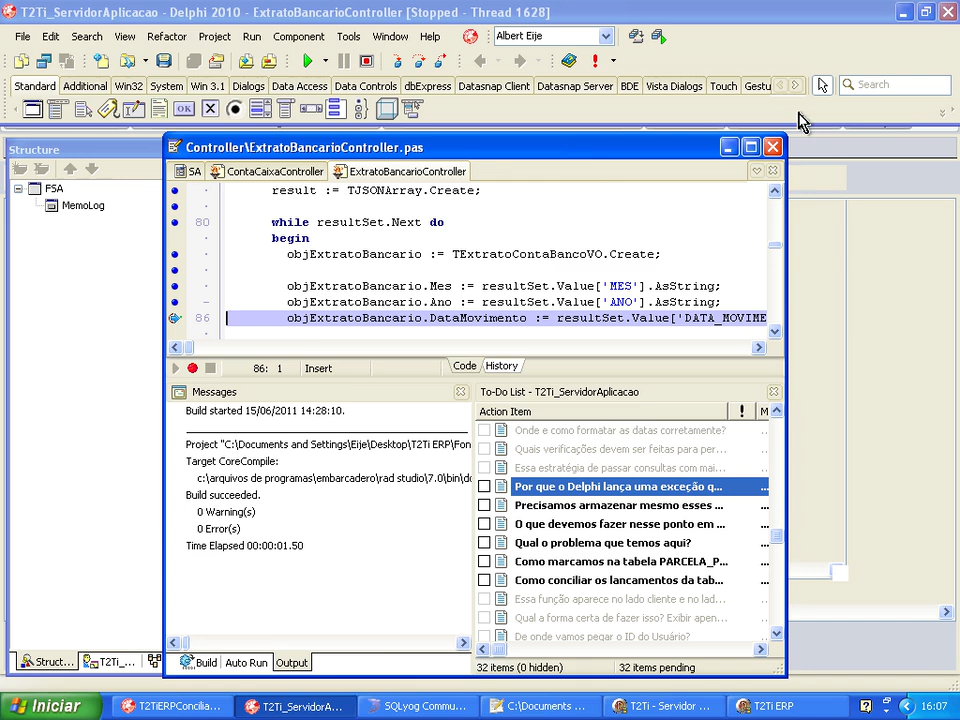 T2Ti_ServidorAplicacao - Delphi 2010 - ExtratoBancarioController [Stopped - Thread 1628]
File Edit Search View Refactor Project Run Component Tools Window Help Albert Eije
Standard Additional Win32 System Win 3.1 Dialogs Data Access Data Controls dbExpress Datasnap Client Datasnap Server BDE Vista Dialogs Touch Gestu Search
OK
Structure
FSA
MemoLog
Struct... T2Ti_...
Controller\ExtratoBancarioController.pas
SA ContaCaixaController ExtratoBancarioController
result := TJSONArray.Create;
80 while resultSet.Next do
begin
objExtratoBancario := TExtratoContaBancoVO.Create;
objExtratoBancario.Mes := resultSet.Value['MES'].AsString;
objExtratoBancario.Ano := resultSet.Value['ANO'].AsString;
86 objExtratoBancario.DataMovimento := resultSet.Value['DATA_MOVIME
86: 1 Insert Code History
Messages
Build started 15/06/2011 14:28:10.
Project "C:\Documents and Settings\Eije\Desktop\T2Ti ERP\Fon
Target CoreCompile:
c:\arquivos de programas\embarcadero\rad studio\7.0\bin\dc
Build succeeded.
0 Warning(s)
0 Error(s)
Time Elapsed 00:00:01.50
Build Auto Run Output
To-Do List - T2Ti_ServidorAplicacao
Action Item ! M
Onde e como formatar as datas corretamente? ..
Quais verificações devem ser feitas para per... ..
Essa estratégia de passar consultas com mai... ..
Por que o Delphi lança uma exceção q... ...
Precisamos armazenar mesmo esses ... ...
O que devemos fazer nesse ponto em ... ...
Qual o problema que temos aqui? ...
Como marcamos na tabela PARCELA_P... ...
Como conciliar os lancamentos da tab... ...
Essa função aparece no lado cliente e no lad... ..
Qual a forma certa de fazer isso? Exibir apen... ..
De onde vamos pegar o ID do Usuário? ..
32 items (0 hidden) 32 items pending
Iniciar T2TiERPConcilia... T2Ti_ServidorA... SQLyog Commu... C:\Documents ... T2Ti - Servidor ... T2Ti ERP 16:07